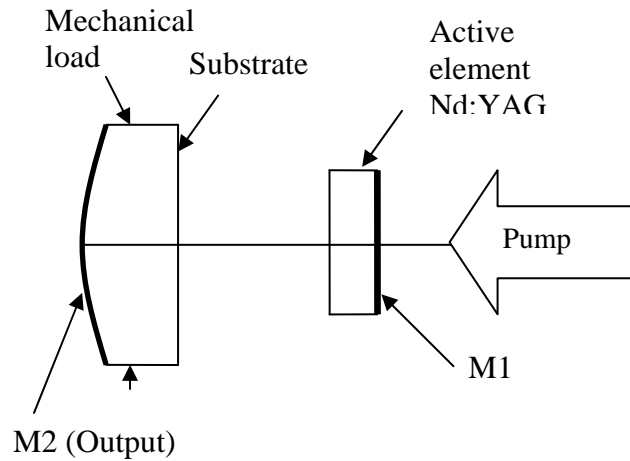 Mechanical
load
Substrate
Active
element
Nd:YAG
Pump
M1
M2 (Output)